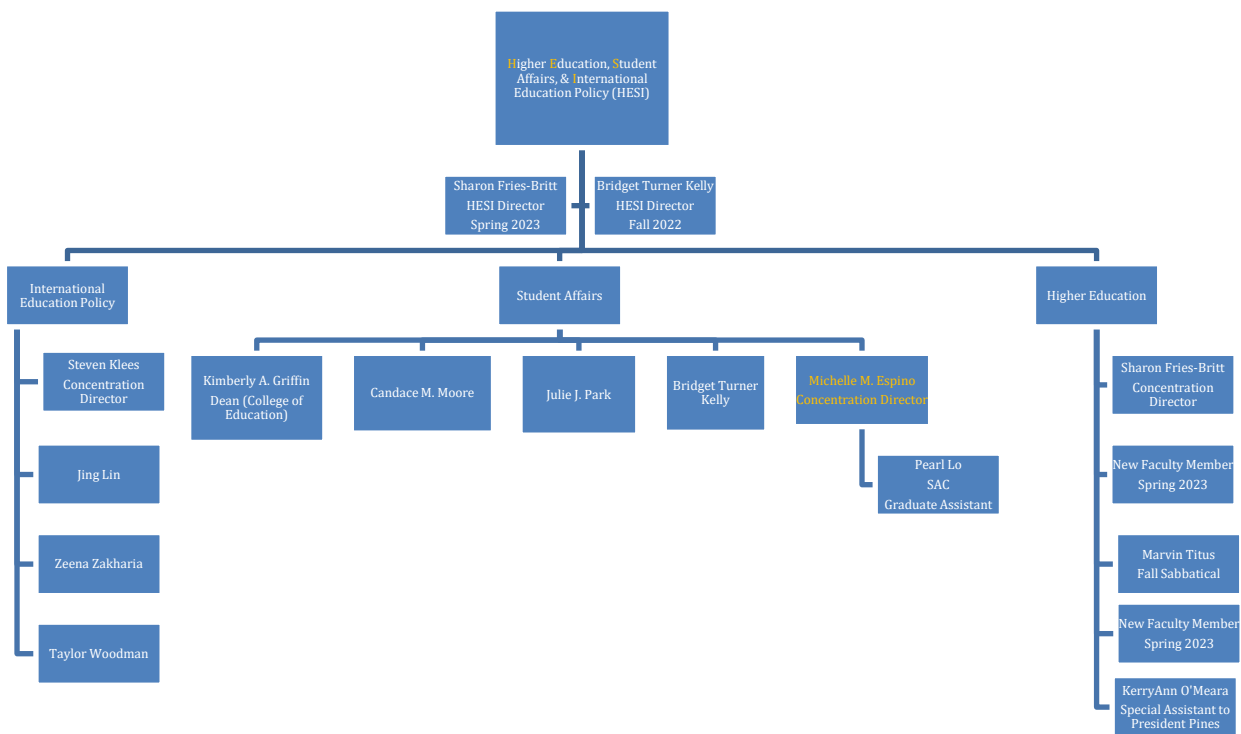 Higher Education, Student
Affairs, & International
Education Policy (HESI)
Sharon Fries-Britt
HESI Director
Spring 2023
Bridget Turner Kelly
HESI Director
Fall 2022
International
Education Policy
Steven Klees
Concentration
Director
Jing Lin
Zeena Zakharia
Taylor Woodman
Student Affairs
Kimberly A. Griffin
Dean (College of
Education)
Candace M. Moore
Julie J. Park
Bridget Turner
Kelly
Michelle M. Espino
Concentration Director
Pearl Lo
SAC
Graduate Assistant
Higher Education
Sharon Fries-Britt
Concentration
Director
New Faculty Member
Spring 2023
Marvin Titus
Fall Sabbatical
New Faculty Member
Spring 2023
KerryAnn O'Meara
Special Assistant to
President Pines